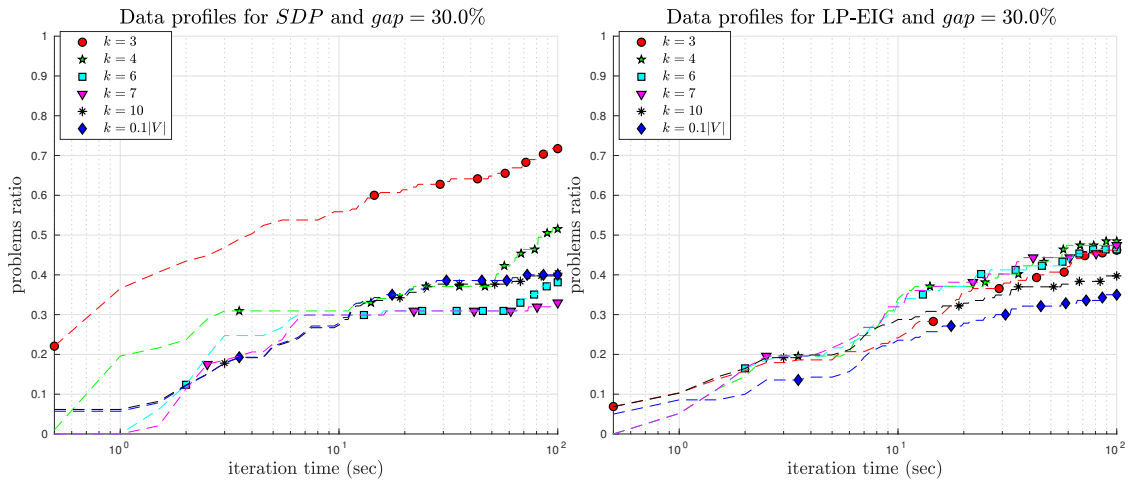 Data profiles for SDP and gap = 30.0%
k = 3
k = 4
k = 6
k = 7
k = 10
k = 0.1|V|
problems ratio
1
0.9
0.8
0.7
0.6
0.5
0.4
0.3
0.2
0.1
0
10^0
10^1
10^2
iteration time (sec)
Data profiles for LP-EIG and gap = 30.0%
k = 3
k = 4
k = 6
k = 7
k = 10
k = 0.1|V|
problems ratio
1
0.9
0.8
0.7
0.6
0.5
0.4
0.3
0.2
0.1
0
10^0
10^1
10^2
iteration time (sec)